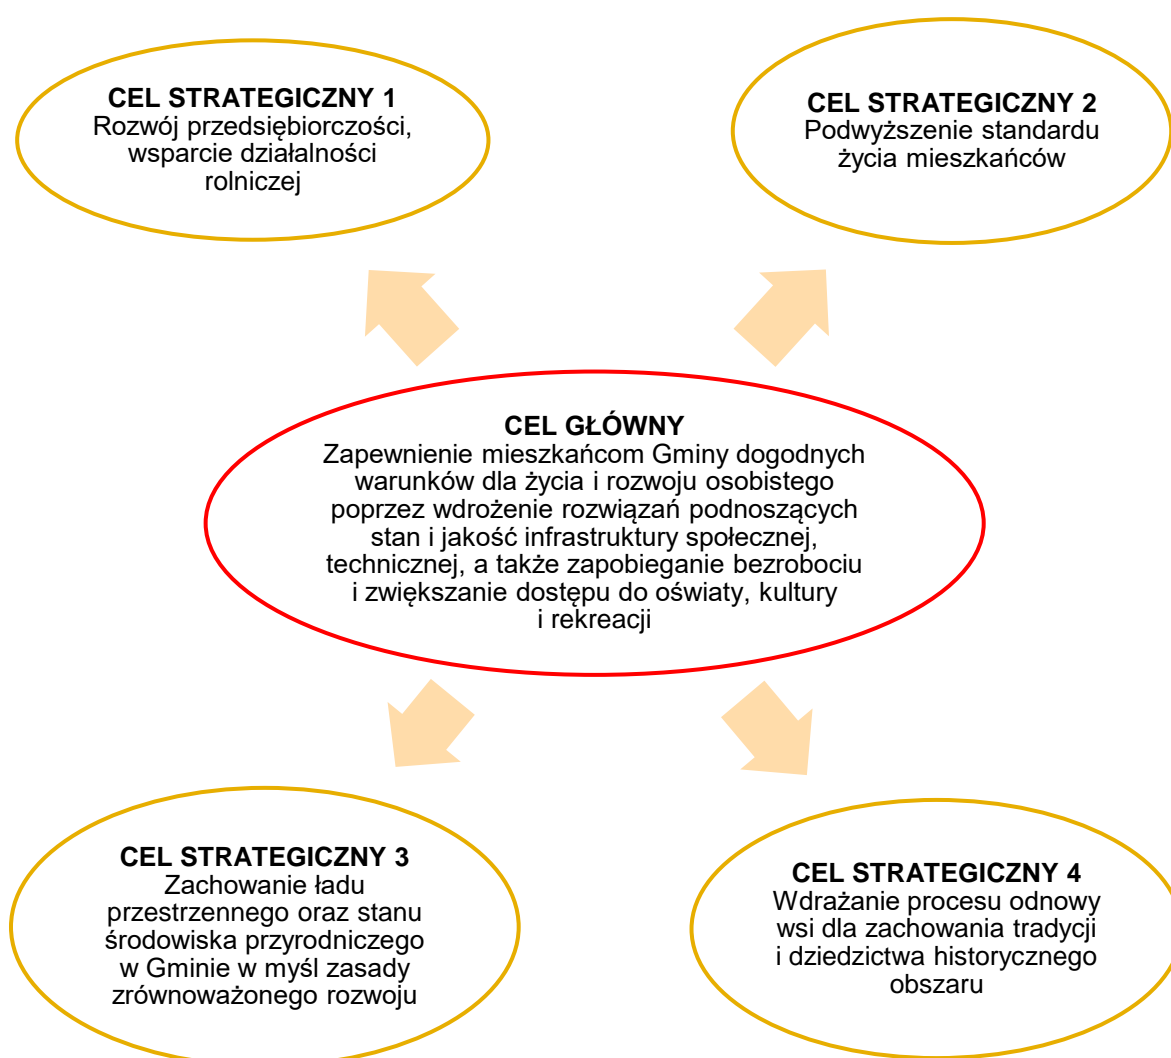 CEL STRATEGICZNY 1
Rozwój przedsiębiorczości,
wsparcie działalności
rolniczej
CEL STRATEGICZNY 2
Podwyższenie standardu
życia mieszkańców
CEL GŁÓWNY
Zapewnienie mieszkańcom Gminy dogodnych
warunków dla życia i rozwoju osobistego
poprzez wdrożenie rozwiązań podnoszących
stan i jakość infrastruktury społecznej,
technicznej, a także zapobieganie bezrobociu
i zwiększanie dostępu do oświaty, kultury
i rekreacji
CEL STRATEGICZNY 3
Zachowanie ładu
przestrzennego oraz stanu
środowiska przyrodniczego
w Gminie w myśl zasady
zrównoważonego rozwoju
CEL STRATEGICZNY 4
Wdrażanie procesu odnowy
wsi dla zachowania tradycji
i dziedzictwa historycznego
obszaru